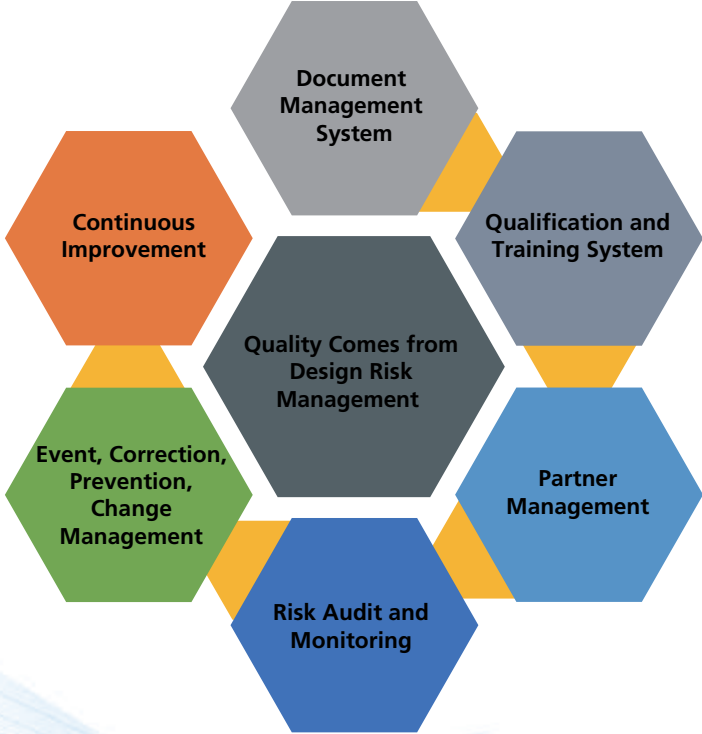 Document
Management
System
Qualification and
Training System
Partner
Management
Risk Audit and
Monitoring
Event, Correction,
Prevention,
Change
Management
Continuous
Improvement
Quality Comes from
Design Risk
Management